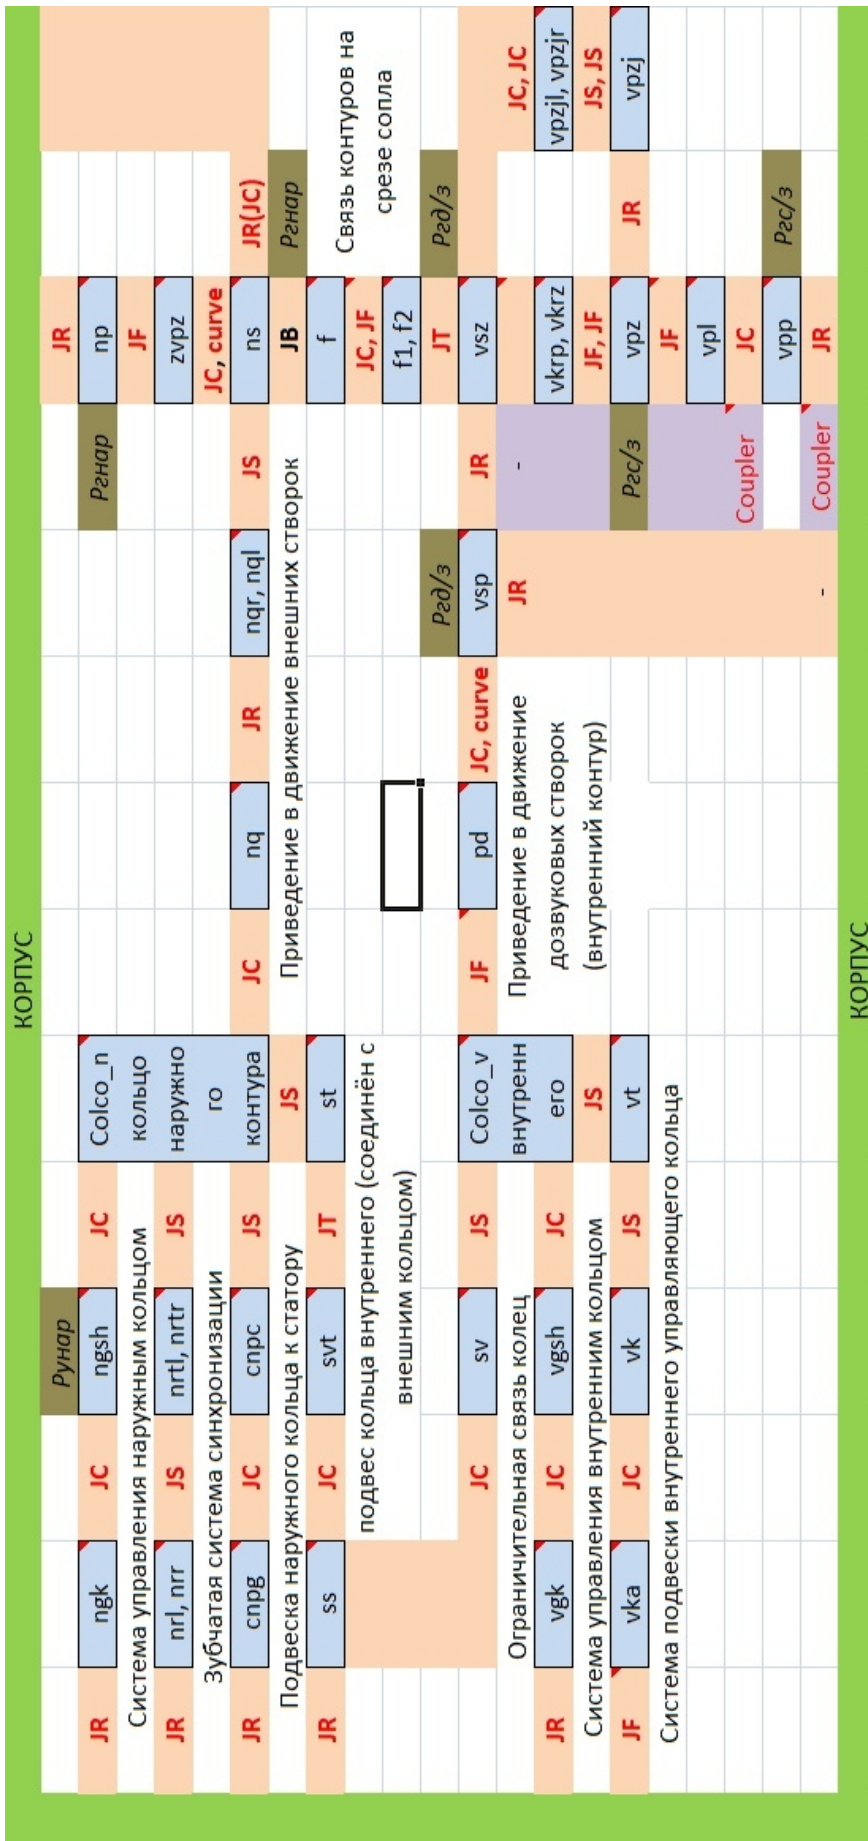 КОРПУС
Рунар JR
JR ngk JC ngsh JC Colco_n Ргнар np
Система управления наружным кольцом кольцо JF
JR nrl, nrr JS nrtl, nrtr JS наружно zvpz
Зубчатая система синхронизации го JC, curve
JR cnpg JC cnpc JS контура JC nq JR nqr, nql JS ns JR(JC)
Подвеска наружного кольца к статору JS Приведение в движение внешних створок JB Ргнар
JR ss JC svt JT st f Связь контуров на
подвес кольца внутреннего (соединён с JC, JF срезе сопла
внешним кольцом) f1, f2
Ргд/з JT Ргд/з
JC sv JS Colco_v JF pd JC, curve vsp JR vsz
Ограничительная связь колец внутренн Приведение в движение JR - JC, JC
JR vgk JC vgsh JC его дозвуковых створок vkrp, vkrz vpzjl, vpzjr
Система управления внутренним кольцом JS (внутренний контур) JF, JF JS, JS
JF vka JC vk JS vt Ргс/з vpz JR vpzj
Система подвески внутреннего управляющего кольца JF
vpl
Coupler JC
vpp Ргс/з
- Coupler JR
КОРПУС